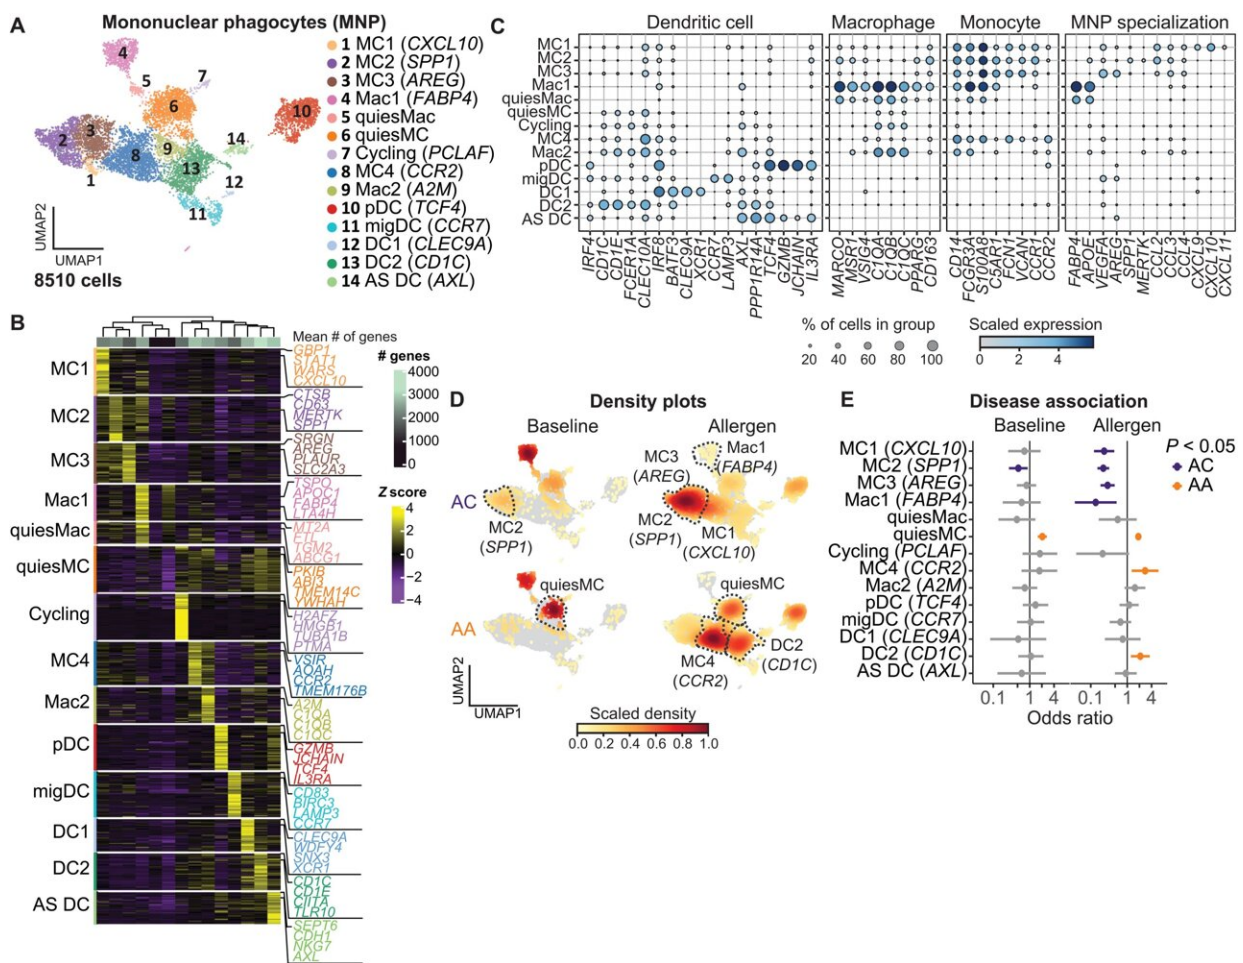 A
Mononuclear phagocytes (MNP)
4
5
7
6
2
3
8
9
13
14
10
1
12
11
UMAP2
UMAP1
8510 cells
1 MC1 (CXCL10)
2 MC2 (SPP1)
3 MC3 (AREG)
4 Mac1 (FABP4)
5 quiesMac
6 quiesMC
7 Cycling (PCLAF)
8 MC4 (CCR2)
9 Mac2 (A2M)
10 pDC (TCF4)
11 migDC (CCR7)
12 DC1 (CLEC9A)
13 DC2 (CD1C)
14 AS DC (AXL)
B
Mean # of genes
MC1
MC2
MC3
Mac1
quiesMac
quiesMC
Cycling
MC4
Mac2
pDC
migDC
DC1
DC2
AS DC
GBP1
STAT1
WARS
CXCL10
CTSB
CD63
MERTK
SPP1
SRGN
AREG
PLAUR
SLC2A3
TSPO
APOC1
FABP4
LTA4H
MT2A
FTL
TGM2
ABCG1
PKIB
ABI3
TMEM14C
YWHAH
H2AFZ
HMGB1
TUBA1B
PTMA
VSIR
AOAH
CCR2
TMEM176B
A2M
C1QA
C1QB
C1QC
GZMB
JCHAIN
TCF4
IL3RA
CD83
BIRC3
LAMP3
CCR7
CLEC9A
WDFY4
SNX3
XCR1
CD1C
CD1E
CIITA
TLR10
SEPT6
CDH1
NKG7
AXL
# genes
4000
3000
2000
1000
0
Z score
4
2
0
−2
−4
C
Dendritic cell
Macrophage
Monocyte
MNP specialization
MC1
MC2
MC3
Mac1
quiesMac
quiesMC
Cycling
MC4
Mac2
pDC
migDC
DC1
DC2
AS DC
IRF4
CD1C
CD1E
FCER1A
CLEC10A
IRF8
BATF3
CLEC9A
XCR1
CCR7
LAMP3
AXL
PPP1R14A
TCF4
GZMB
JCHAIN
IL3RA
MARCO
MSR1
VSIG4
C1QA
C1QB
C1QC
PPARG
CD163
CD14
FCGR3A
S100A8
C5AR1
FCN1
VCAN
CCR1
CCR2
FABP4
APOE
VEGFA
AREG
SPP1
MERTK
CCL2
CCL3
CCL4
CXCL9
CXCL10
CXCL11
% of cells in group
20 40 60 80 100
Scaled expression
0 2 4
D
Density plots
Baseline
Allergen
AC
MC2
(SPP1)
MC3
(AREG)
Mac1
(FABP4)
MC2
(SPP1)
MC1
(CXCL10)
AA
quiesMC
quiesMC
MC4
(CCR2)
DC2
(CD1C)
UMAP2
UMAP1
Scaled density
0.0 0.2 0.4 0.6 0.8 1.0
E
Disease association
Baseline
Allergen
MC1 (CXCL10)
MC2 (SPP1)
MC3 (AREG)
Mac1 (FABP4)
quiesMac
quiesMC
Cycling (PCLAF)
MC4 (CCR2)
Mac2 (A2M)
pDC (TCF4)
migDC (CCR7)
DC1 (CLEC9A)
DC2 (CD1C)
AS DC (AXL)
0.1 1 4
0.1 1 4
Odds ratio
P < 0.05
AC
AA